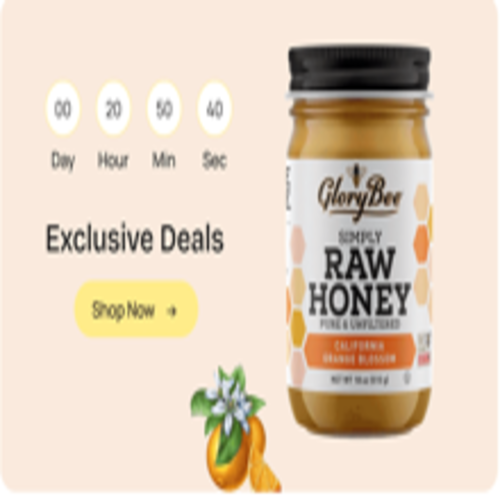 00 20 50 40
Day Hour Min Sec
Exclusive Deals
Shop Now →
GloryBee
SIMPLY
RAW
HONEY
PURE & UNFILTERED
CALIFORNIA
ORANGE BLOSSOM